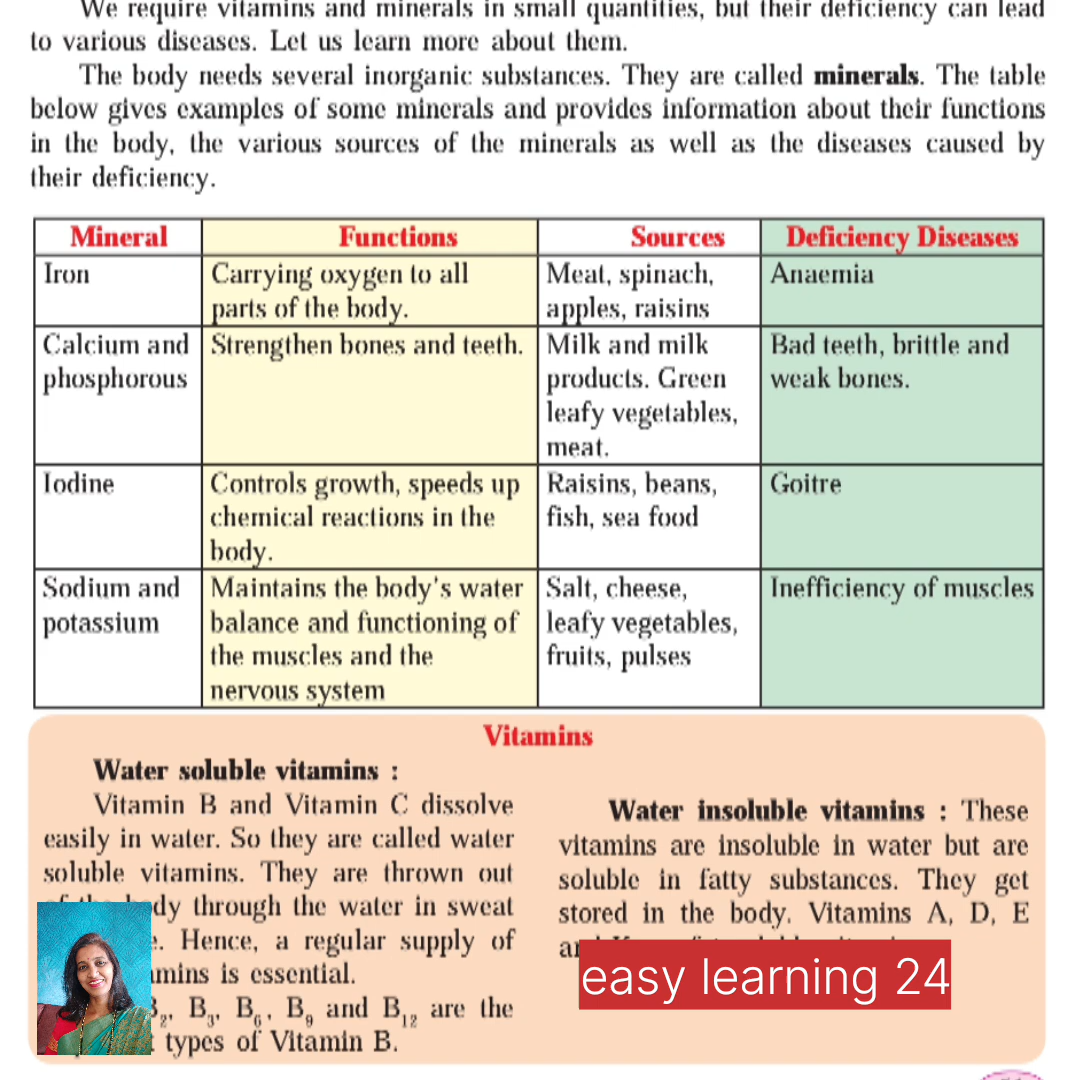 We require vitamins and minerals in small quantities, but their deficiency can lead
to various diseases. Let us learn more about them.
The body needs several inorganic substances. They are called minerals. The table
below gives examples of some minerals and provides information about their functions
in the body, the various sources of the minerals as well as the diseases caused by
their deficiency.
Mineral Functions Sources Deficiency Diseases
Iron
Carrying oxygen to all
parts of the body.
Meat, spinach,
apples, raisins
Anaemia
Calcium and
phosphorous
Strengthen bones and teeth.
Milk and milk
products. Green
leafy vegetables,
meat.
Bad teeth, brittle and
weak bones.
Iodine
Controls growth, speeds up
chemical reactions in the
body.
Raisins, beans,
fish, sea food
Goitre
Sodium and
potassium
Maintains the body's water
balance and functioning of
the muscles and the
nervous system
Salt, cheese,
leafy vegetables,
fruits, pulses
Inefficiency of muscles
Vitamins
Water soluble vitamins :
Vitamin B and Vitamin C dissolve
easily in water. So they are called water
soluble vitamins. They are thrown out
through the water in sweat
Hence, a regular supply of
is essential.
B₃, B₆, B₉ and B₁₂ are the
types of Vitamin B.
Water insoluble vitamins : These
vitamins are insoluble in water but are
soluble in fatty substances. They get
stored in the body. Vitamins A, D, E
easy learning 24